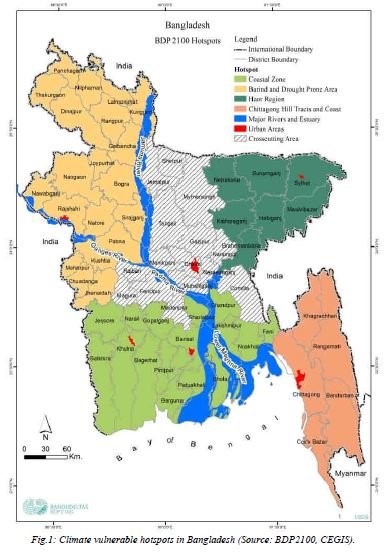 Bangladesh
BDP 2100 Hotspots
Legend
International Boundary
District Boundary
Hotspot
Coastal Zone
Barind and Drought Prone Area
Haor Region
Chittagong Hill Tracts and Coast
Major Rivers and Estuary
Urban Areas
Crosscutting Area
India
Panchagarh
Nilphamari
Thakurgaon
Lalmonirhat
Dinajpur
Rangpur
Kurigram
Gaibandha
Joypurhat
Sherpur
Netrakona
Sunamganj
Sylhet
Naogaon
Bogra
Jamalpur
Mymensingh
Nawabganj
Rajshahi
Natore
Sirajganj
Tangail
Kishoreganj
Habiganj
Maulvibazar
India
Pabna
Gazipur
Brahmanbaria
Ganges River
Manikganj
Narsingdi
Kushtia
Meherpur
Rajbari
Padma River
Munshiganj
India
Chuadanga
Faridpur
Comilla
Jhenaidah
Magura
Madaripur
Chandpur
Khagrachhari
Jessore
Narail
Gopalganj
Shariatpur
Lakshmipur
Feni
Noakhali
Rangamati
Khulna
Barisal
Satkhira
Bagerhat
Lower Meghna River
Pirojpur
Bhola
Chittagong
Patuakhali
Bandarban
Barguna
Bay of Bengal
Cox's Bazar
N
0 30 60
Km.
Myanmar
BANGLADESH DELTA PLAN 2100
Fig.1: Climate vulnerable hotspots in Bangladesh (Source: BDP2100, CEGIS).